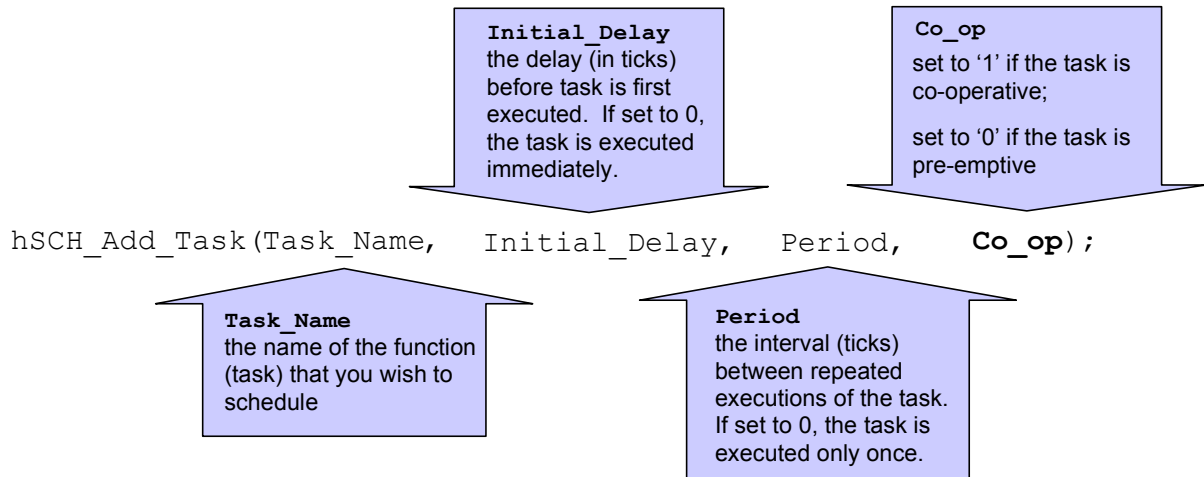 Initial_Delay
the delay (in ticks)
before task is first
executed. If set to 0,
the task is executed
immediately.
Co_op
set to ‘1’ if the task is
co-operative;
set to ‘0’ if the task is
pre-emptive
hSCH_Add_Task(Task_Name, Initial_Delay, Period, Co_op);
Task_Name
the name of the function
(task) that you wish to
schedule
Period
the interval (ticks)
between repeated
executions of the task.
If set to 0, the task is
executed only once.